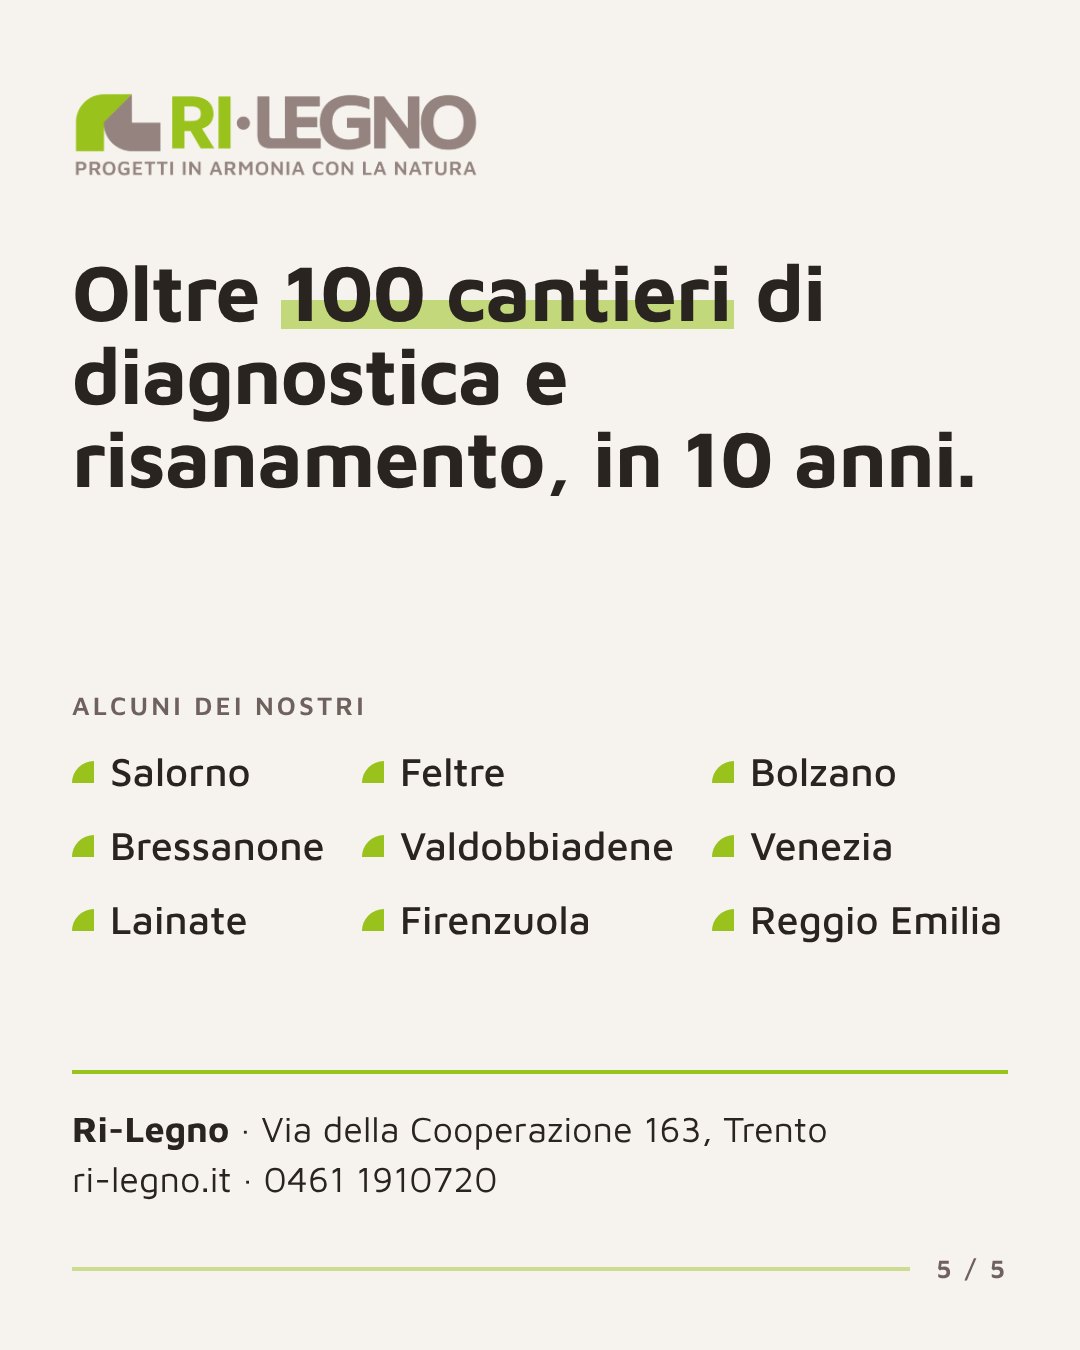 RI·LEGNO
PROGETTI IN ARMONIA CON LA NATURA
Oltre 100 cantieri di
diagnostica e
risanamento, in 10 anni.
ALCUNI DEI NOSTRI
Salorno Feltre Bolzano
Bressanone Valdobbiadene Venezia
Lainate Firenzuola Reggio Emilia
Ri-Legno · Via della Cooperazione 163, Trento
ri-legno.it · 0461 1910720
5 / 5